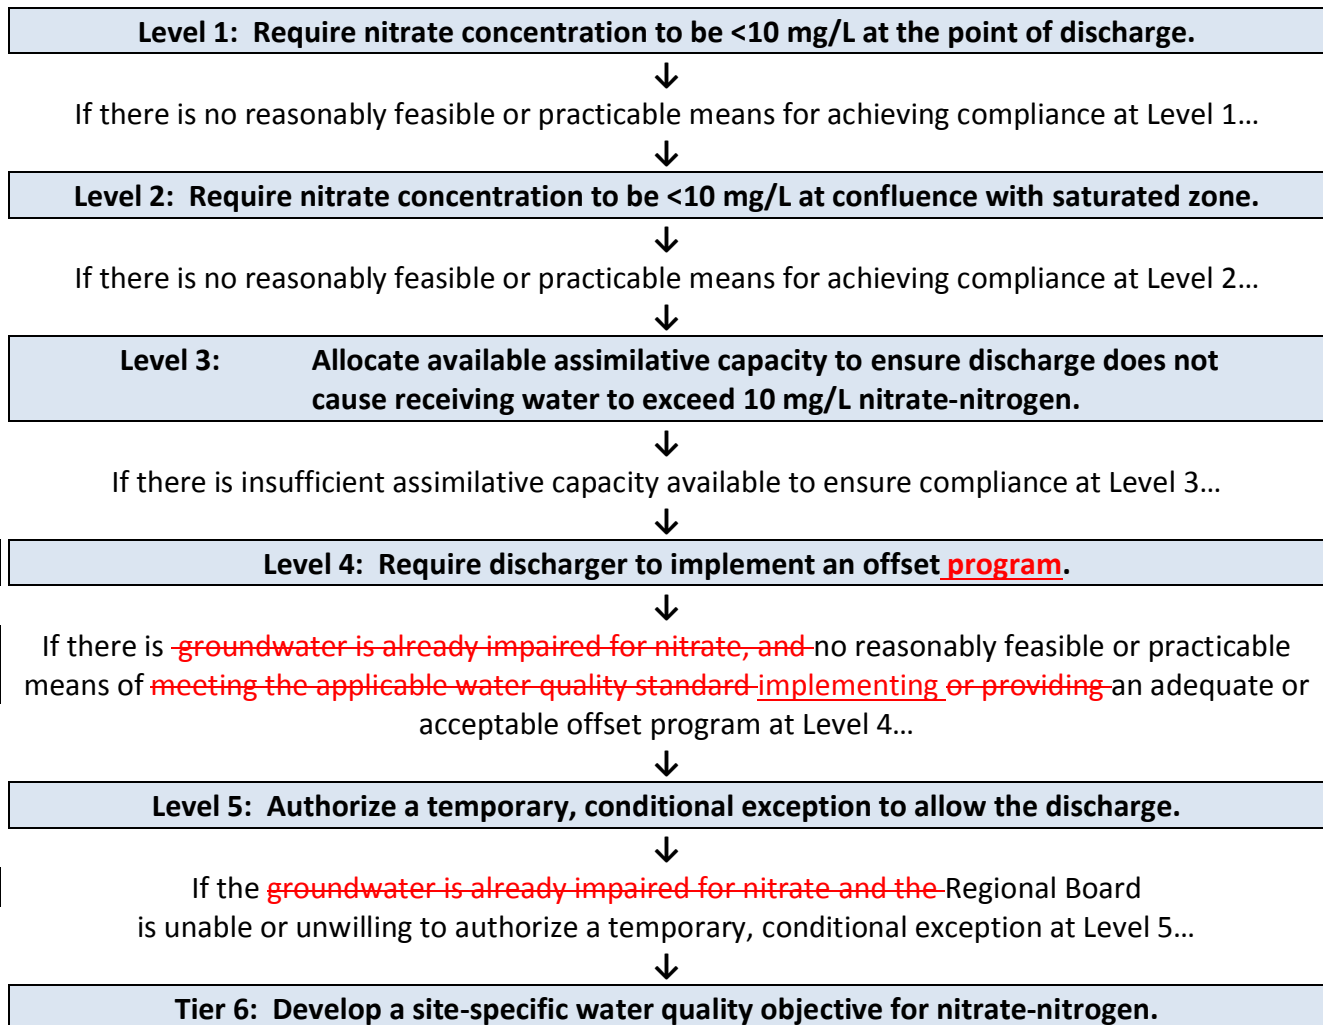 Level 1: Require nitrate concentration to be <10 mg/L at the point of discharge.
↓
If there is no reasonably feasible or practicable means for achieving compliance at Level 1…
↓
Level 2: Require nitrate concentration to be <10 mg/L at confluence with saturated zone.
↓
If there is no reasonably feasible or practicable means for achieving compliance at Level 2…
↓
Level 3: Allocate available assimilative capacity to ensure discharge does not
cause receiving water to exceed 10 mg/L nitrate-nitrogen.
↓
If there is insufficient assimilative capacity available to ensure compliance at Level 3…
↓
Level 4: Require discharger to implement an offset program.
↓
If there is groundwater is already impaired for nitrate, and no reasonably feasible or practicable
means of meeting the applicable water quality standard implementing or providing an adequate or
acceptable offset program at Level 4…
↓
Level 5: Authorize a temporary, conditional exception to allow the discharge.
↓
If the groundwater is already impaired for nitrate and the Regional Board
is unable or unwilling to authorize a temporary, conditional exception at Level 5…
↓
Tier 6: Develop a site-specific water quality objective for nitrate-nitrogen.